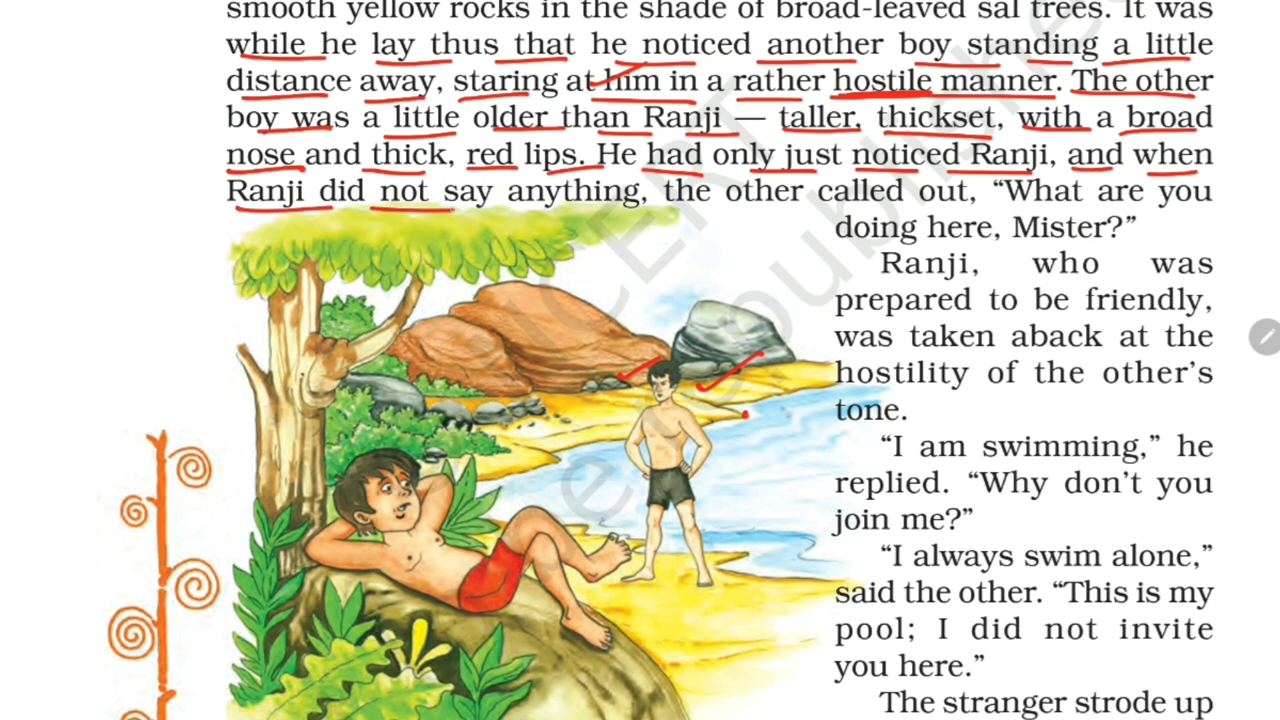 smooth yellow rocks in the shade of broad-leaved sal trees. It was
while he lay thus that he noticed another boy standing a little
distance away, staring at him in a rather hostile manner. The other
boy was a little older than Ranji — taller, thickset, with a broad
nose and thick, red lips. He had only just noticed Ranji, and when
Ranji did not say anything, the other called out, “What are you
doing here, Mister?”
Ranji, who was
prepared to be friendly,
was taken aback at the
hostility of the other’s
tone.
“I am swimming,” he
replied. “Why don’t you
join me?”
“I always swim alone,”
said the other. “This is my
pool; I did not invite
you here.”
The stranger strode up